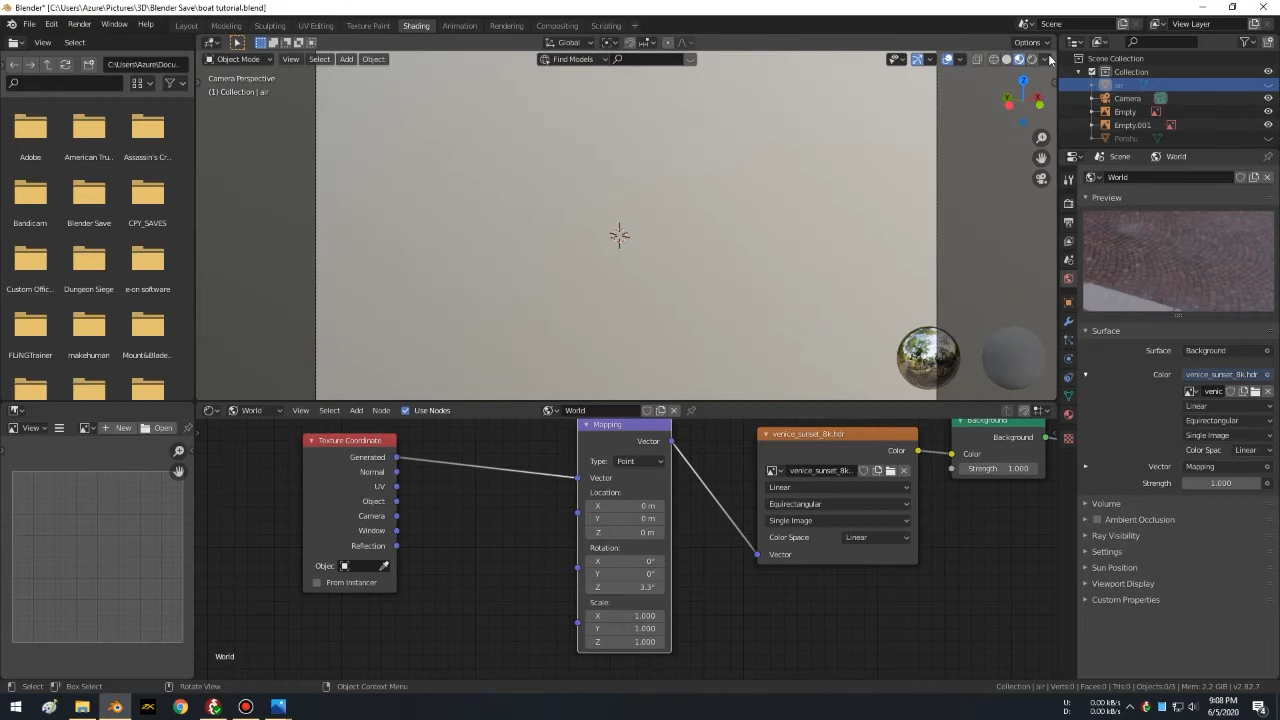 Blender* [C:\Users\Azure\Pictures\3D\Blender Save\boat tutorial.blend]
File Edit Render Window Help Layout Modeling Sculpting UV Editing Texture Paint Shading Animation Rendering Compositing Scripting Scene View Layer
View Select Global Options
C:\Users\Azure\Docu... Object Mode View Select Add Object Find Models
Camera Perspective
(1) Collection | air
Scene Collection
Collection
air
Camera
Empty
Empty.001
Perahu
Adobe American Tru... Assassin's Cr...
Bandicam Blender Save CPY_SAVES
Custom Offic... Dungeon Siege e-on software
FLiNGTrainer makehuman Mount&Blade...
Z
Y
X
Scene World
World
Preview
Surface
Surface Background
Color venice_sunset_8k.hdr
venic
Linear
Equirectangular
Single Image
Color Spac Linear
Vector Mapping
Strength 1.000
Volume
Ambient Occlusion
Ray Visibility
Settings
Sun Position
Viewport Display
Custom Properties
View New Open
World View Select Add Node Use Nodes World
Texture Coordinate
Generated
Normal
UV
Object
Camera
Window
Reflection
Objec
From Instancer
Mapping
Vector
Type: Point
Vector
Location:
X 0 m
Y 0 m
Z 0 m
Rotation:
X 0°
Y 0°
Z 3.3°
Scale:
X 1.000
Y 1.000
Z 1.000
venice_sunset_8k.hdr
Color
venice_sunset_8k...
Linear
Equirectangular
Single Image
Color Space Linear
Vector
Background
Background
Color
Strength 1.000
World
Select Box Select Rotate View Object Context Menu Collection | air | Verts:0 | Faces:0 | Tris:0 | Objects:0/3 | Mem: 2.2 GiB | v2.82.7
U: 0.00 kB/s
D: 0.00 kB/s
9:08 PM
6/5/2020
4